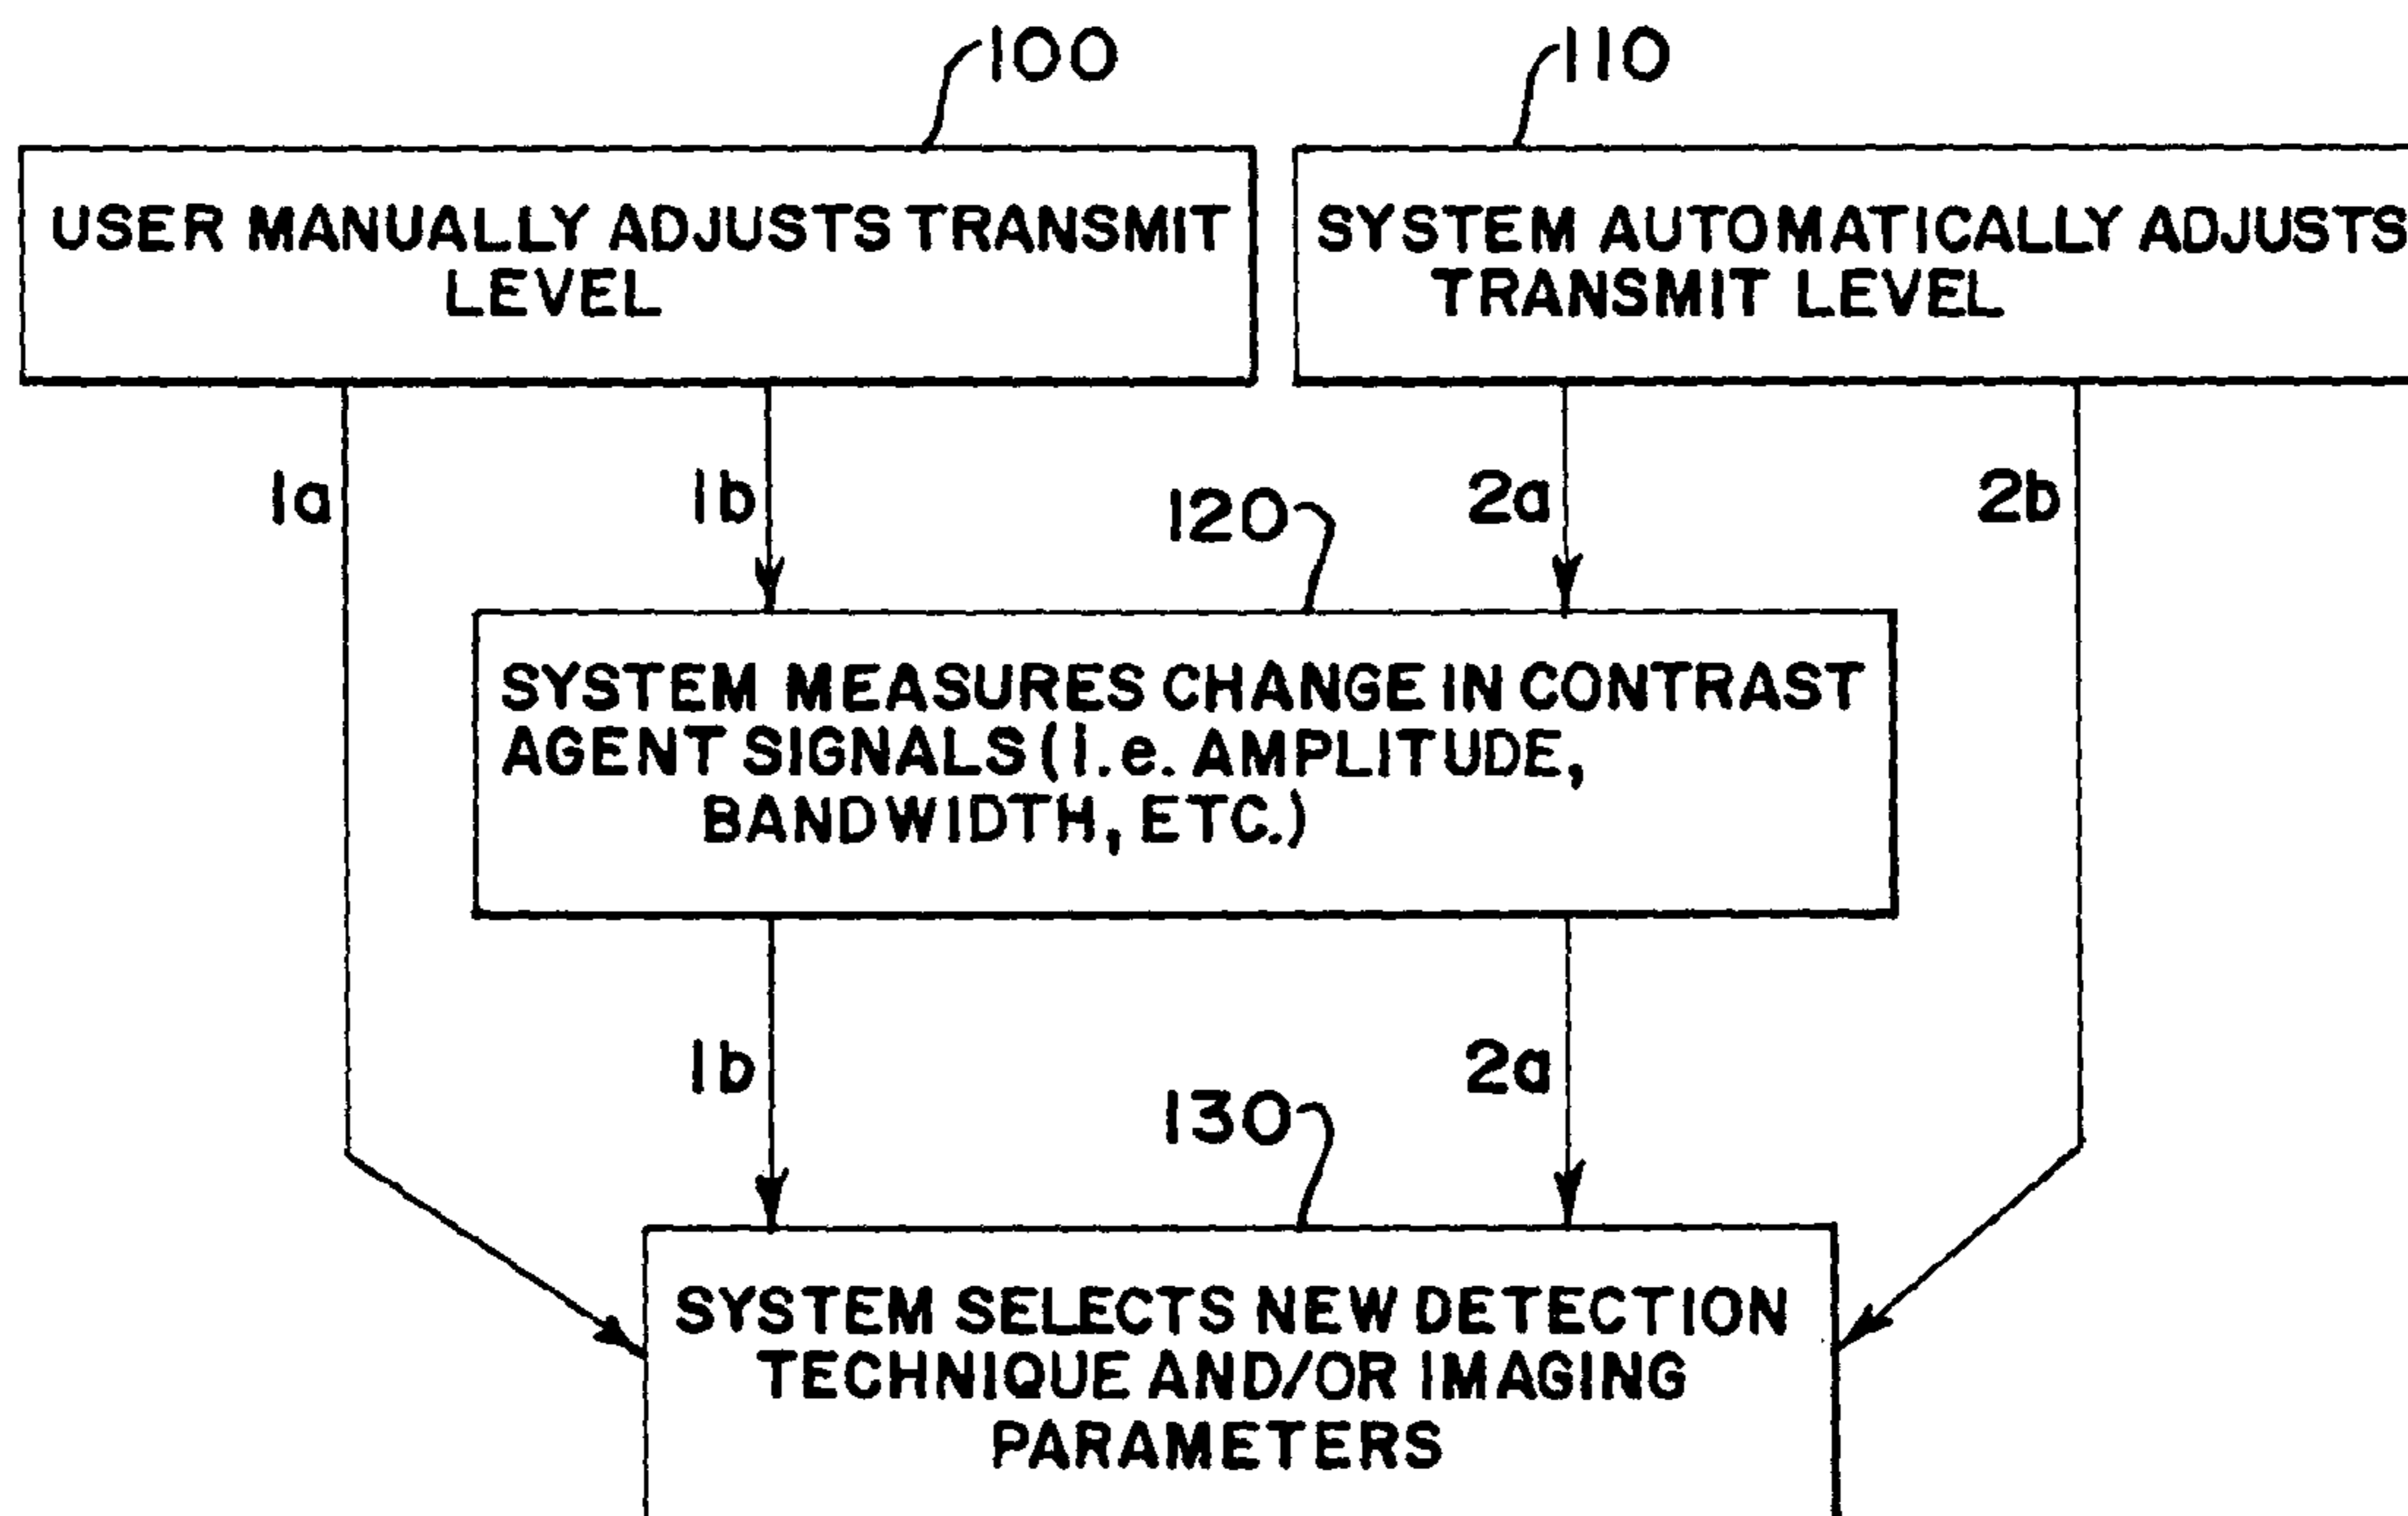 100
110
USER MANUALLY ADJUSTS TRANSMIT
LEVEL
SYSTEM AUTOMATICALLY ADJUSTS
TRANSMIT LEVEL
1a
1b
120
2a
2b
SYSTEM MEASURES CHANGE IN CONTRAST
AGENT SIGNALS (i.e. AMPLITUDE,
BANDWIDTH, ETC.)
1b
130
2a
SYSTEM SELECTS NEW DETECTION
TECHNIQUE AND/OR IMAGING
PARAMETERS